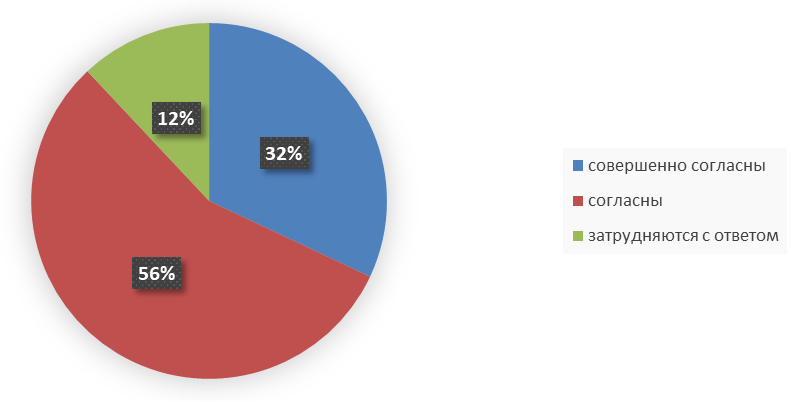 12%
32%
56%
совершенно согласны
согласны
затрудняются с ответом